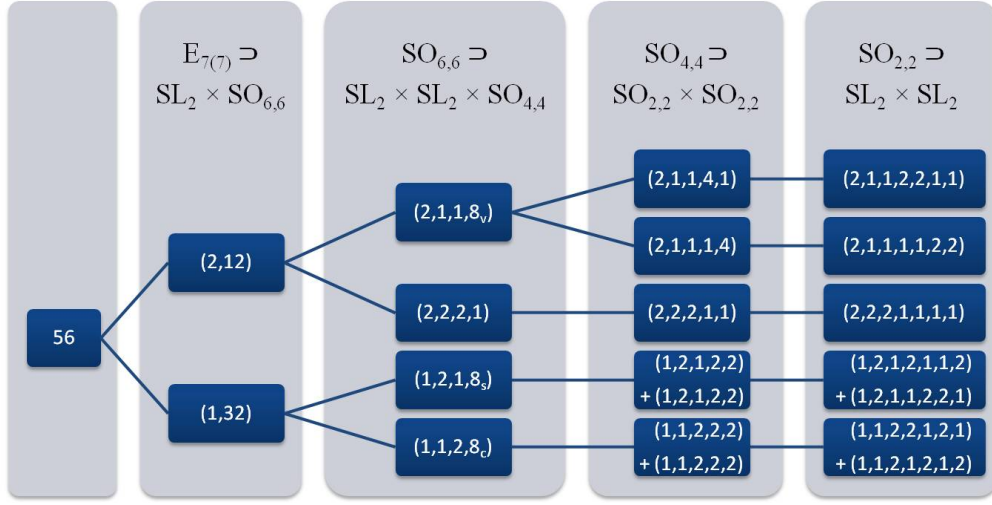 E7(7) ⊃
SL2 × SO6,6
SO6,6 ⊃
SL2 × SL2 × SO4,4
SO4,4 ⊃
SO2,2 × SO2,2
SO2,2 ⊃
SL2 × SL2
56
(2,12)
(1,32)
(2,1,1,8v)
(2,2,2,1)
(1,2,1,8s)
(1,1,2,8c)
(2,1,1,4,1)
(2,1,1,1,4)
(2,2,2,1,1)
(1,2,1,2,2)
+ (1,2,1,2,2)
(1,1,2,2,2)
+ (1,1,2,2,2)
(2,1,1,2,2,1,1)
(2,1,1,1,1,2,2)
(2,2,2,1,1,1,1)
(1,2,1,2,1,1,2)
+ (1,2,1,1,2,2,1)
(1,1,2,2,1,2,1)
+ (1,1,2,1,2,1,2)